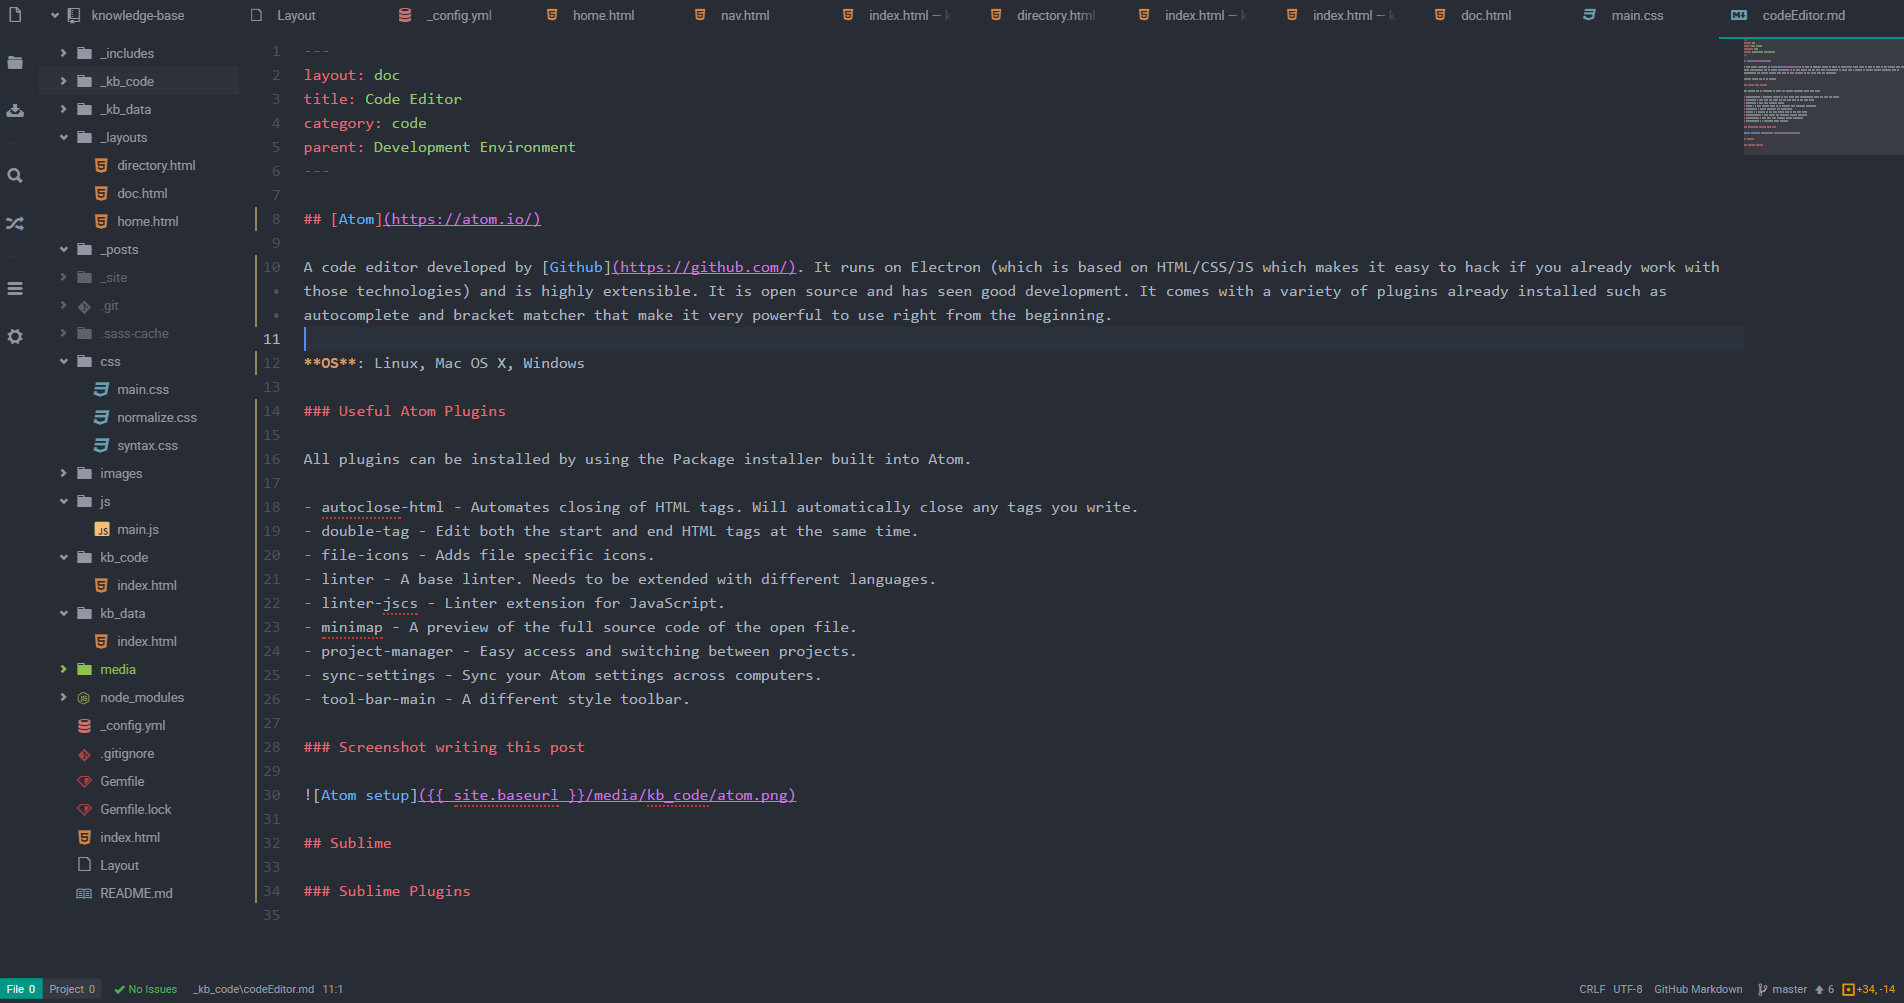 knowledge-base
Layout
_config.yml
home.html
nav.html
index.html —
directory.html
index.html —
index.html —
doc.html
main.css
codeEditor.md
_includes
_kb_code
_kb_data
_layouts
directory.html
doc.html
home.html
_posts
_site
.git
.sass-cache
css
main.css
normalize.css
syntax.css
images
js
main.js
kb_code
index.html
kb_data
index.html
media
node_modules
_config.yml
.gitignore
Gemfile
Gemfile.lock
index.html
Layout
README.md
1 ---
2 layout: doc
3 title: Code Editor
4 category: code
5 parent: Development Environment
6 ---
7
8 ## [Atom](https://atom.io/)
9
10 A code editor developed by [Github](https://github.com/). It runs on Electron (which is based on HTML/CSS/JS which makes it easy to hack if you already work with
• those technologies) and is highly extensible. It is open source and has seen good development. It comes with a variety of plugins already installed such as
• autocomplete and bracket matcher that make it very powerful to use right from the beginning.
11
12 **OS**: Linux, Mac OS X, Windows
13
14 ### Useful Atom Plugins
15
16 All plugins can be installed by using the Package installer built into Atom.
17
18 - autoclose-html - Automates closing of HTML tags. Will automatically close any tags you write.
19 - double-tag - Edit both the start and end HTML tags at the same time.
20 - file-icons - Adds file specific icons.
21 - linter - A base linter. Needs to be extended with different languages.
22 - linter-jscs - Linter extension for JavaScript.
23 - minimap - A preview of the full source code of the open file.
24 - project-manager - Easy access and switching between projects.
25 - sync-settings - Sync your Atom settings across computers.
26 - tool-bar-main - A different style toolbar.
27
28 ### Screenshot writing this post
29
30 ![Atom setup]({{ site.baseurl }}/media/kb_code/atom.png)
31
32 ## Sublime
33
34 ### Sublime Plugins
35
File 0 Project 0 No Issues _kb_code\codeEditor.md 11:1 CRLF UTF-8 GitHub Markdown master 6 +34, -14